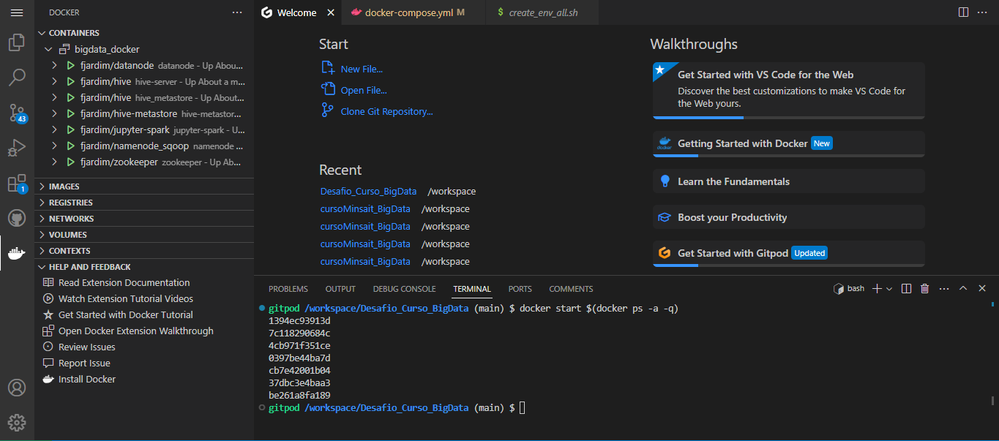 DOCKER
CONTAINERS
bigdata_docker
fjardim/datanode datanode - Up Abou...
fjardim/hive hive-server - Up About a m...
fjardim/hive hive_metastore - Up About...
fjardim/hive-metastore hive-metastor...
fjardim/jupyter-spark jupyter-spark - U...
fjardim/namenode_sqoop namenode ...
fjardim/zookeeper zookeeper - Up Ab...
IMAGES
REGISTRIES
NETWORKS
VOLUMES
CONTEXTS
HELP AND FEEDBACK
Read Extension Documentation
Watch Extension Tutorial Videos
Get Started with Docker Tutorial
Open Docker Extension Walkthrough
Review Issues
Report Issue
Install Docker
43
1
Welcome
docker-compose.yml M
$ create_env_all.sh
Start
New File...
Open File...
Clone Git Repository...
Recent
Desafio_Curso_BigData /workspace
cursoMinsait_BigData /workspace
cursoMinsait_BigData /workspace
cursoMinsait_BigData /workspace
cursoMinsait_BigData /workspace
Walkthroughs
Get Started with VS Code for the Web
Discover the best customizations to make VS Code for
the Web yours.
docker
Getting Started with Docker New
Learn the Fundamentals
Boost your Productivity
Get Started with Gitpod Updated
PROBLEMS OUTPUT DEBUG CONSOLE TERMINAL PORTS COMMENTS
bash
gitpod /workspace/Desafio_Curso_BigData (main) $ docker start $(docker ps -a -q)
1394ec93913d
7c118290684c
4cb971f351ce
0397be44ba7d
cb7e42001b04
37dbc3e4baa3
be261a8fa189
gitpod /workspace/Desafio_Curso_BigData (main) $